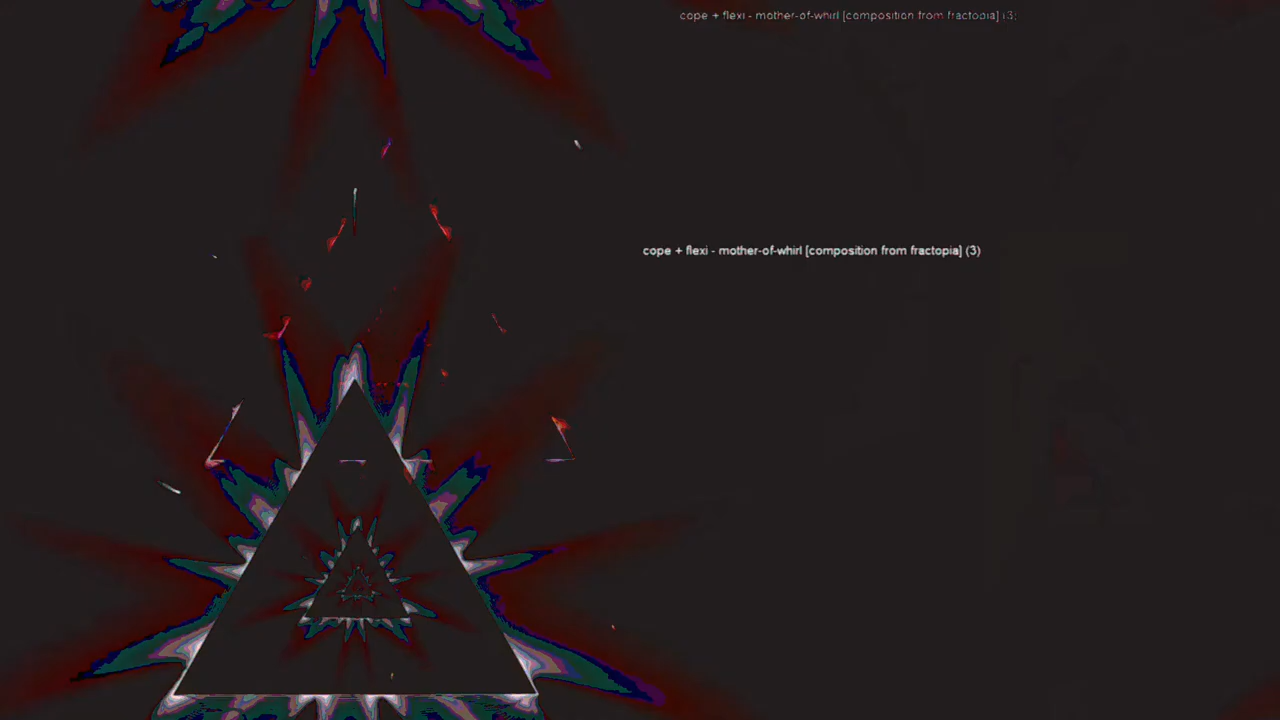 cope + flexi - mother-of-whirl [composition from fractopia] (3)
cope + flexi - mother-of-whirl [composition from fractopia] (3)